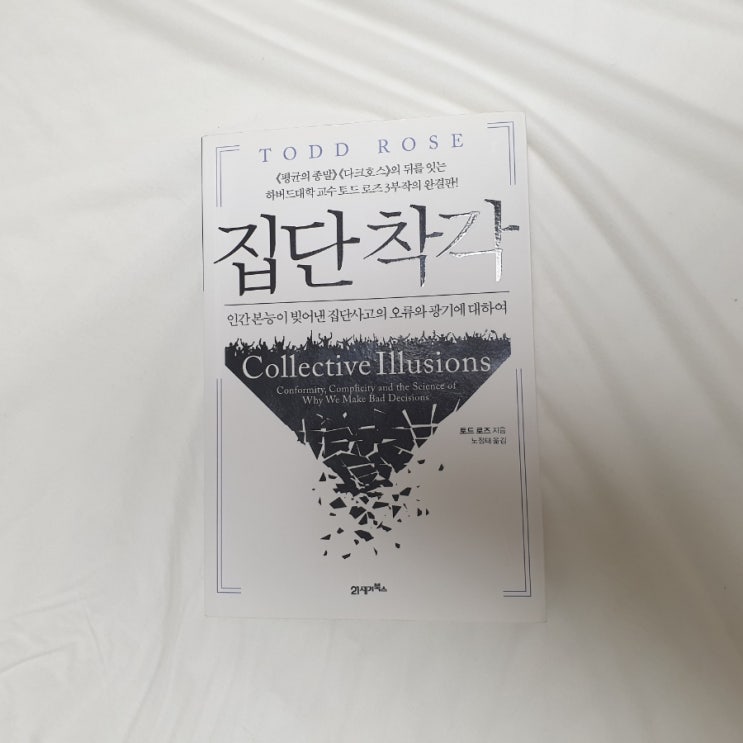 TODD ROSE
《평균의 종말》《다크호스》의 뒤를 잇는
하버드대학 교수 토드 로즈 3부작의 완결판!
집단 착각
인간 본능이 빚어낸 집단사고의 오류와 광기에 대하여
Collective Illusions
Conformity, Complicity and the Science of
Why We Make Bad Decisions
토드 로즈 지음
노정태 옮김
21세기북스